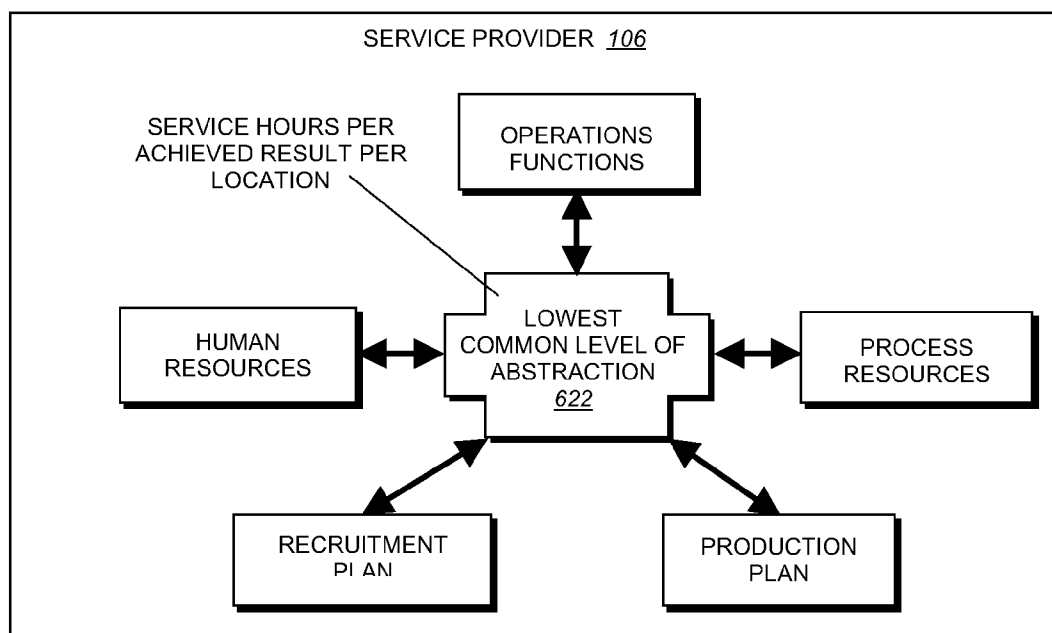 SERVICE PROVIDER 106
SERVICE HOURS PER
ACHIEVED RESULT PER
LOCATION
OPERATIONS
FUNCTIONS
HUMAN
RESOURCES
LOWEST
COMMON LEVEL OF
ABSTRACTION
622
PROCESS
RESOURCES
RECRUITMENT
PLAN
PRODUCTION
PLAN